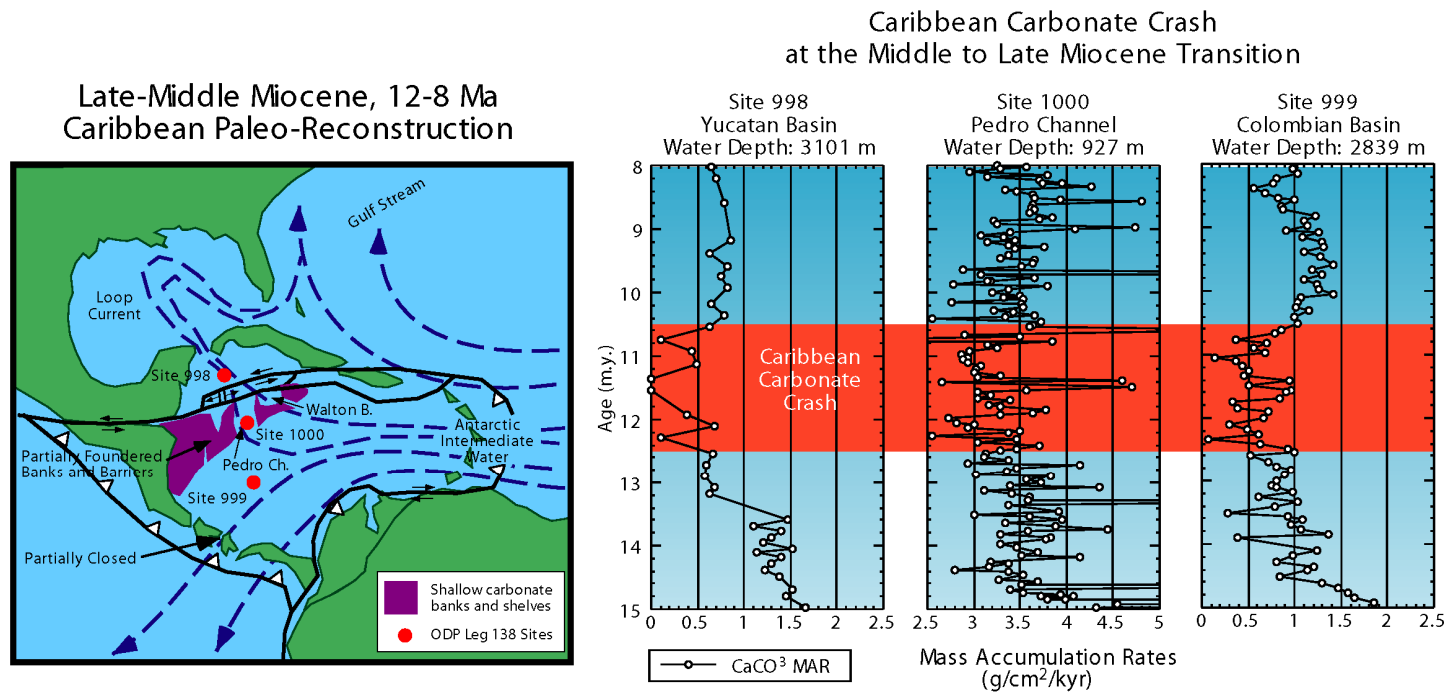 Caribbean Carbonate Crash
at the Middle to Late Miocene Transition
Late-Middle Miocene, 12-8 Ma
Caribbean Paleo-Reconstruction
Gulf Stream
Loop
Current
Site 998
Walton B.
Site 1000
Antarctic
Intermediate
Water
Partially Foundered
Banks and Barriers
Pedro Ch.
Site 999
Partially Closed
Shallow carbonate
banks and shelves
ODP Leg 138 Sites
Site 998
Yucatan Basin
Water Depth: 3101 m
Site 1000
Pedro Channel
Water Depth: 927 m
Site 999
Colombian Basin
Water Depth: 2839 m
8
9
10
11
12
13
14
15
Age (m.y.)
Caribbean
Carbonate
Crash
0 0.5 1 1.5 2 2.5
2.5 3 3.5 4 4.5 5
0 0.5 1 1.5 2 2.5
CaCO³ MAR
Mass Accumulation Rates
(g/cm²/kyr)